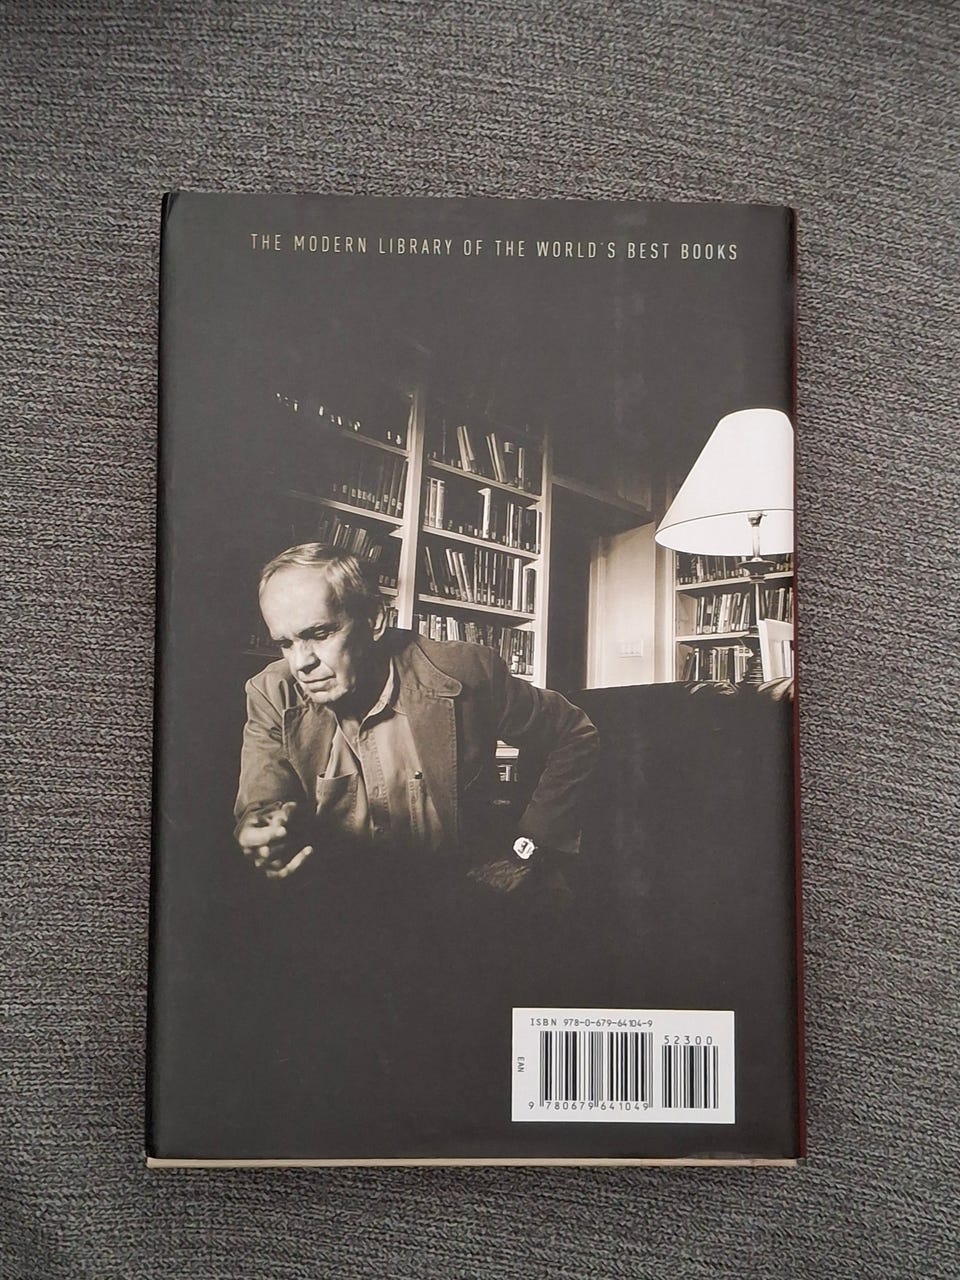 THE MODERN LIBRARY OF THE WORLD'S BEST BOOKS
ISBN 978-0-679-64104-9
52300
EAN
9 780679 641049